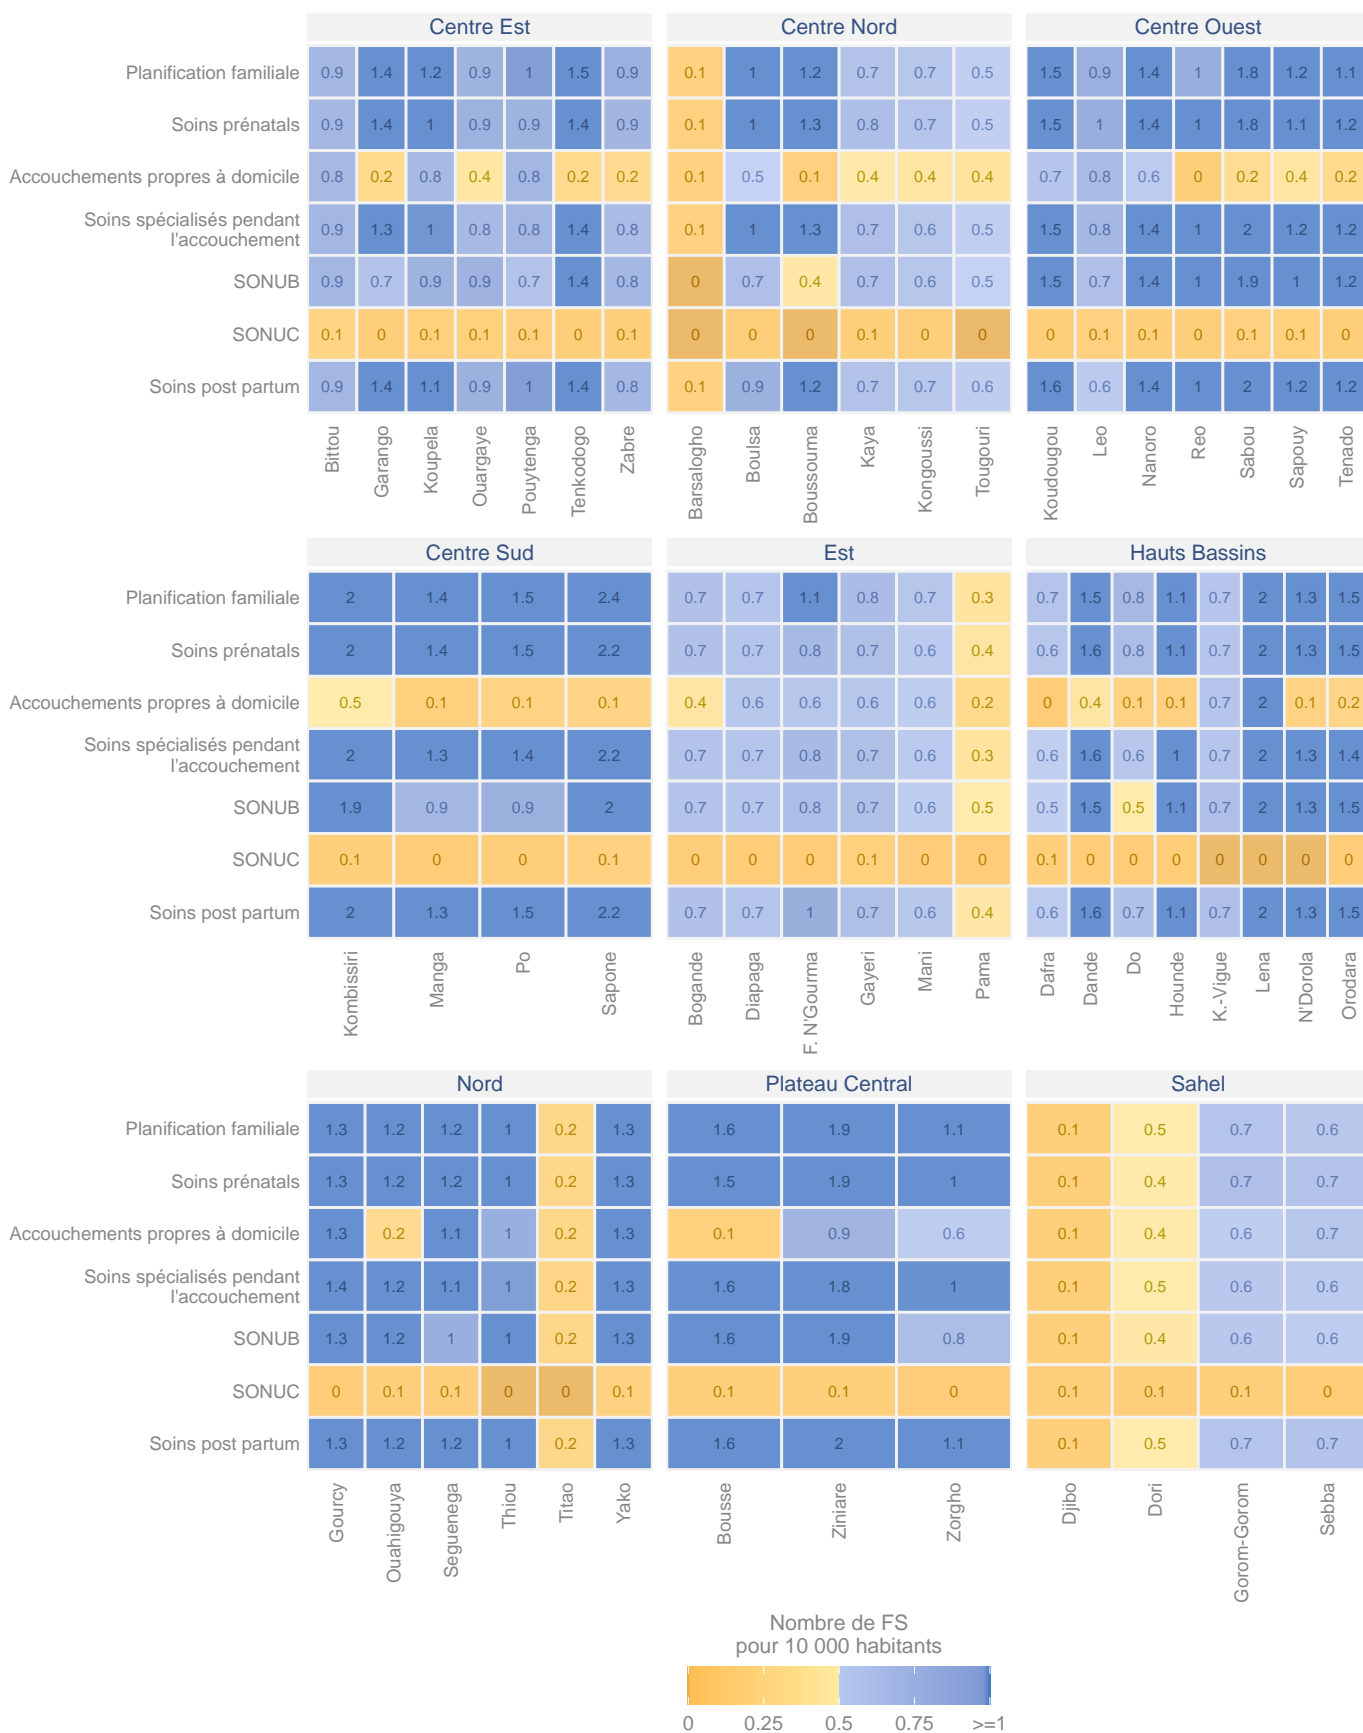 Centre Est Centre Nord Centre Ouest
Planification familiale 0.9 1.4 1.2 0.9 1 1.5 0.9 0.1 1 1.2 0.7 0.7 0.5 1.5 0.9 1.4 1 1.8 1.2 1.1
Soins prénatals 0.9 1.4 1 0.9 0.9 1.4 0.9 0.1 1 1.3 0.8 0.7 0.5 1.5 1 1.4 1 1.8 1.1 1.2
Accouchements propres à domicile 0.8 0.2 0.8 0.4 0.8 0.2 0.2 0.1 0.5 0.1 0.4 0.4 0.4 0.7 0.8 0.6 0 0.2 0.4 0.2
Soins spécialisés pendant
l'accouchement 0.9 1.3 1 0.8 0.8 1.4 0.8 0.1 1 1.3 0.7 0.6 0.5 1.5 0.8 1.4 1 2 1.2 1.2
SONUB 0.9 0.7 0.9 0.9 0.7 1.4 0.8 0 0.7 0.4 0.7 0.6 0.5 1.5 0.7 1.4 1 1.9 1 1.2
SONUC 0.1 0 0.1 0.1 0.1 0 0.1 0 0 0 0.1 0 0 0 0.1 0.1 0 0.1 0.1 0
Soins post partum 0.9 1.4 1.1 0.9 1 1.4 0.8 0.1 0.9 1.2 0.7 0.7 0.6 1.6 0.6 1.4 1 2 1.2 1.2
Bittou Garango Koupela Ouargaye Pouytenga Tenkodogo Zabre Barsalogho Boulsa Boussouma Kaya Kongoussi Tougouri Koudougou Leo Nanoro Reo Sabou Sapouy Tenado
Centre Sud Est Hauts Bassins
Planification familiale 2 1.4 1.5 2.4 0.7 0.7 1.1 0.8 0.7 0.3 0.7 1.5 0.8 1.1 0.7 2 1.3 1.5
Soins prénatals 2 1.4 1.5 2.2 0.7 0.7 0.8 0.7 0.6 0.4 0.6 1.6 0.8 1.1 0.7 2 1.3 1.5
Accouchements propres à domicile 0.5 0.1 0.1 0.1 0.4 0.6 0.6 0.6 0.6 0.2 0 0.4 0.1 0.1 0.7 2 0.1 0.2
Soins spécialisés pendant
l'accouchement 2 1.3 1.4 2.2 0.7 0.7 0.8 0.7 0.6 0.3 0.6 1.6 0.6 1 0.7 2 1.3 1.4
SONUB 1.9 0.9 0.9 2 0.7 0.7 0.8 0.7 0.6 0.5 0.5 1.5 0.5 1.1 0.7 2 1.3 1.5
SONUC 0.1 0 0 0.1 0 0 0 0.1 0 0 0.1 0 0 0 0 0 0 0
Soins post partum 2 1.3 1.5 2.2 0.7 0.7 1 0.7 0.6 0.4 0.6 1.6 0.7 1.1 0.7 2 1.3 1.5
Kombissiri Manga Po Sapone Bogande Diapaga F. N'Gourma Gayeri Mani Pama Dafra Dande Do Hounde K.-Vigue Lena N'Dorola Orodara
Nord Plateau Central Sahel
Planification familiale 1.3 1.2 1.2 1 0.2 1.3 1.6 1.9 1.1 0.1 0.5 0.7 0.6
Soins prénatals 1.3 1.2 1.2 1 0.2 1.3 1.5 1.9 1 0.1 0.4 0.7 0.7
Accouchements propres à domicile 1.3 0.2 1.1 1 0.2 1.3 0.1 0.9 0.6 0.1 0.4 0.6 0.7
Soins spécialisés pendant
l'accouchement 1.4 1.2 1.1 1 0.2 1.3 1.6 1.8 1 0.1 0.5 0.6 0.6
SONUB 1.3 1.2 1 1 0.2 1.3 1.6 1.9 0.8 0.1 0.4 0.6 0.6
SONUC 0 0.1 0.1 0 0 0.1 0.1 0.1 0 0.1 0.1 0.1 0
Soins post partum 1.3 1.2 1.2 1 0.2 1.3 1.6 2 1.1 0.1 0.5 0.7 0.7
Gourcy Ouahigouya Seguenega Thiou Titao Yako Bousse Ziniare Zorgho Djibo Dori Gorom-Gorom Sebba
Nombre de FS
pour 10 000 habitants
0 0.25 0.5 0.75 >=1